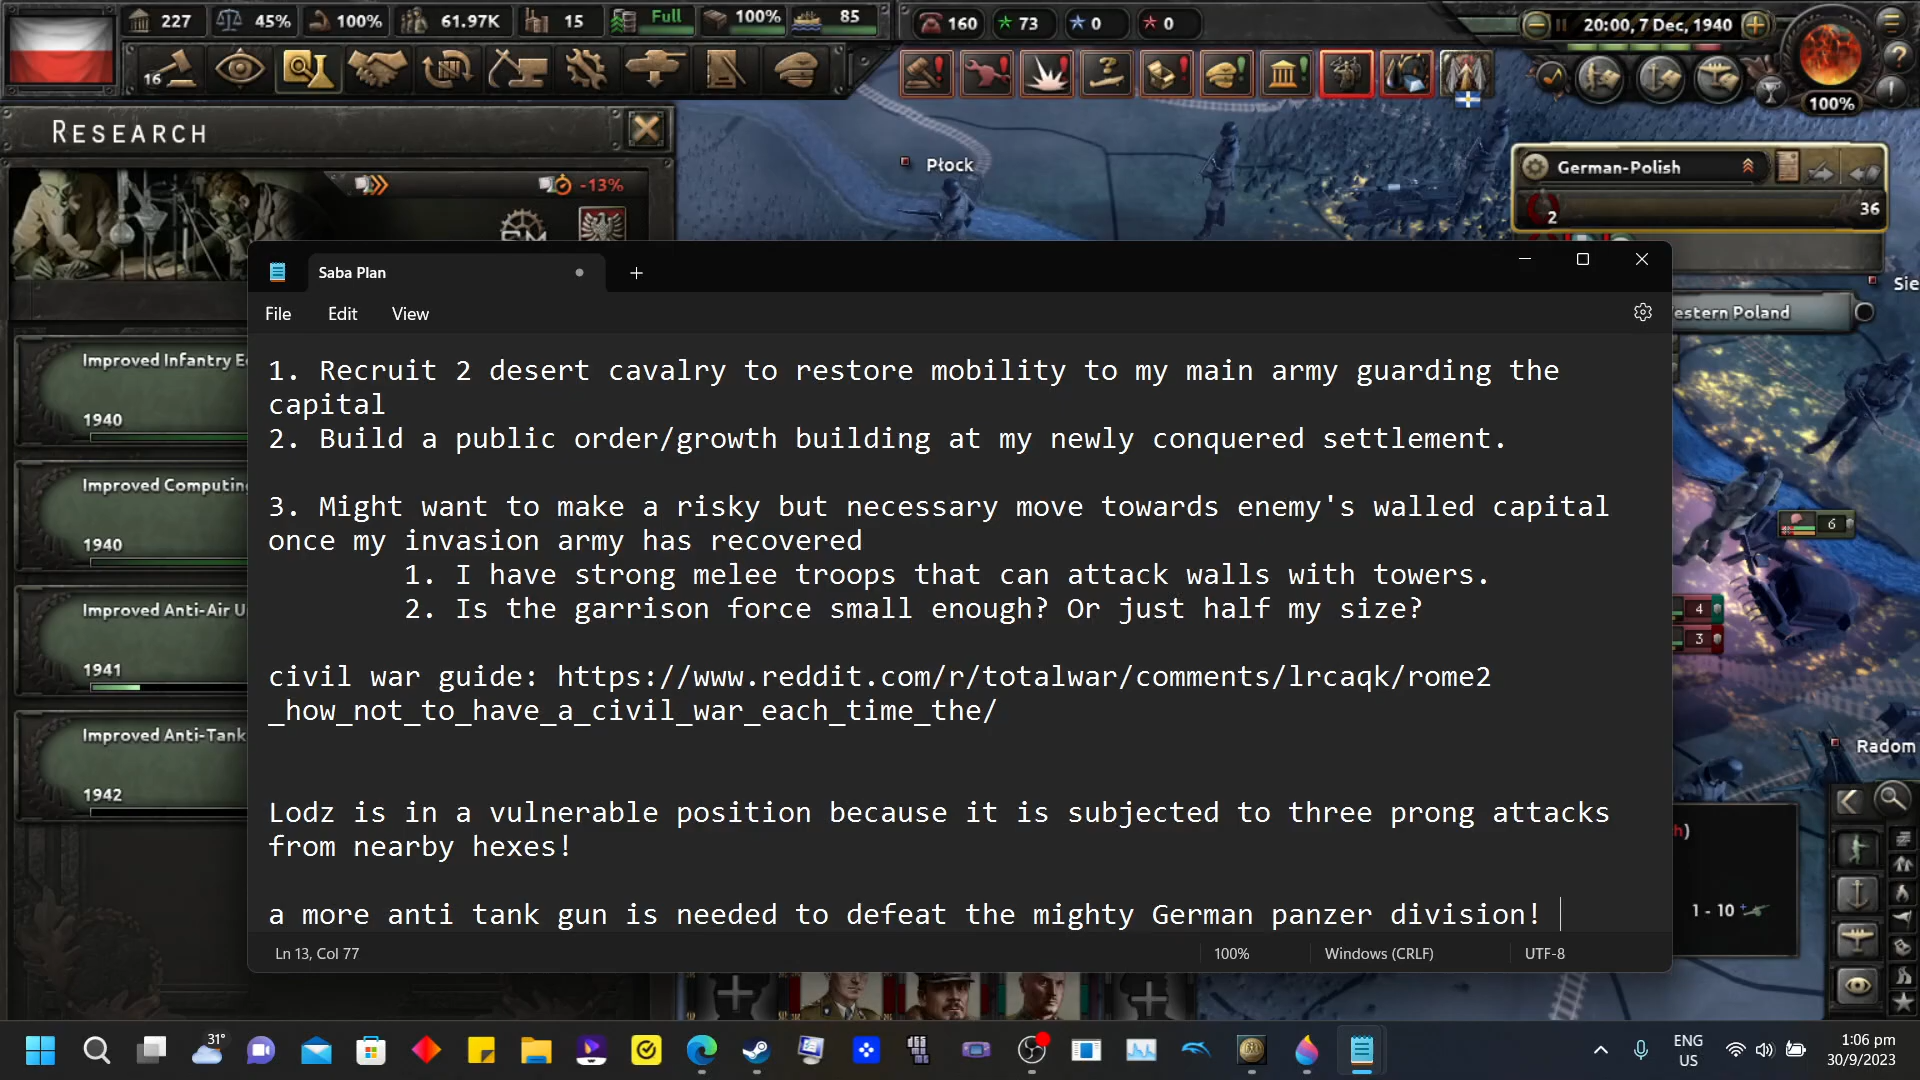 227 45% 100% 61.97K 15 Full 100% 85 160 73 0 0 20:00, 7 Dec, 1940
16
100%
RESEARCH
Płock
-13%
German-Polish
2 36
Sie
estern Poland
Saba Plan
File Edit View
1. Recruit 2 desert cavalry to restore mobility to my main army guarding the
capital
2. Build a public order/growth building at my newly conquered settlement.
3. Might want to make a risky but necessary move towards enemy's walled capital
once my invasion army has recovered
1. I have strong melee troops that can attack walls with towers.
2. Is the garrison force small enough? Or just half my size?
civil war guide: https://www.reddit.com/r/totalwar/comments/lrcaqk/rome2
_how_not_to_have_a_civil_war_each_time_the/
Lodz is in a vulnerable position because it is subjected to three prong attacks
from nearby hexes!
a more anti tank gun is needed to defeat the mighty German panzer division!
Ln 13, Col 77 100% Windows (CRLF) UTF-8
Improved Infantry E
1940
Improved Computing
1940
Improved Anti-Air U
1941
Improved Anti-Tank
1942
6
4
3
Radom
h)
1 - 10
31°
ENG
US
1:06 pm
30/9/2023